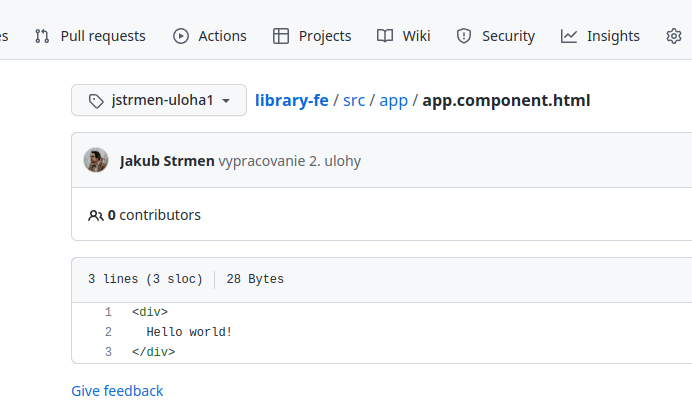 es Pull requests Actions Projects Wiki Security Insights
jstrmen-uloha1 library-fe / src / app / app.component.html
Jakub Strmen vypracovanie 2. ulohy
0 contributors
3 lines (3 sloc) 28 Bytes
1 <div>
2 Hello world!
3 </div>
Give feedback